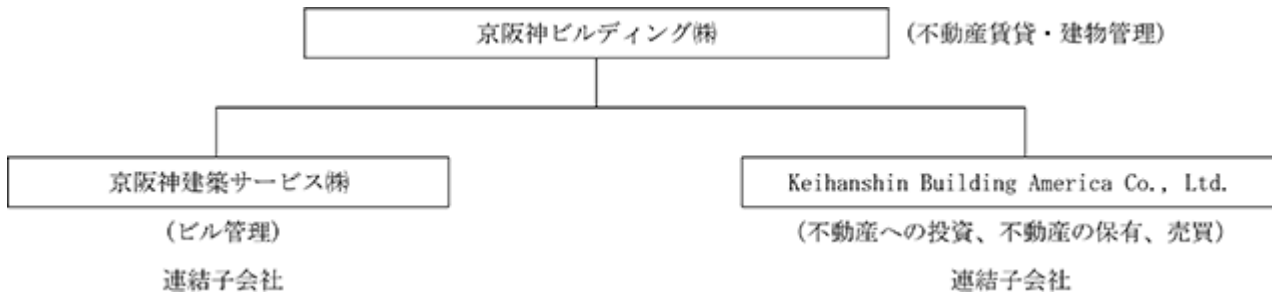 京阪神ビルディング㈱
(不動産賃貸・建物管理)
京阪神建築サービス㈱
(ビル管理)
連結子会社
Keihanshin Building America Co., Ltd.
(不動産への投資、不動産の保有、売買)
連結子会社